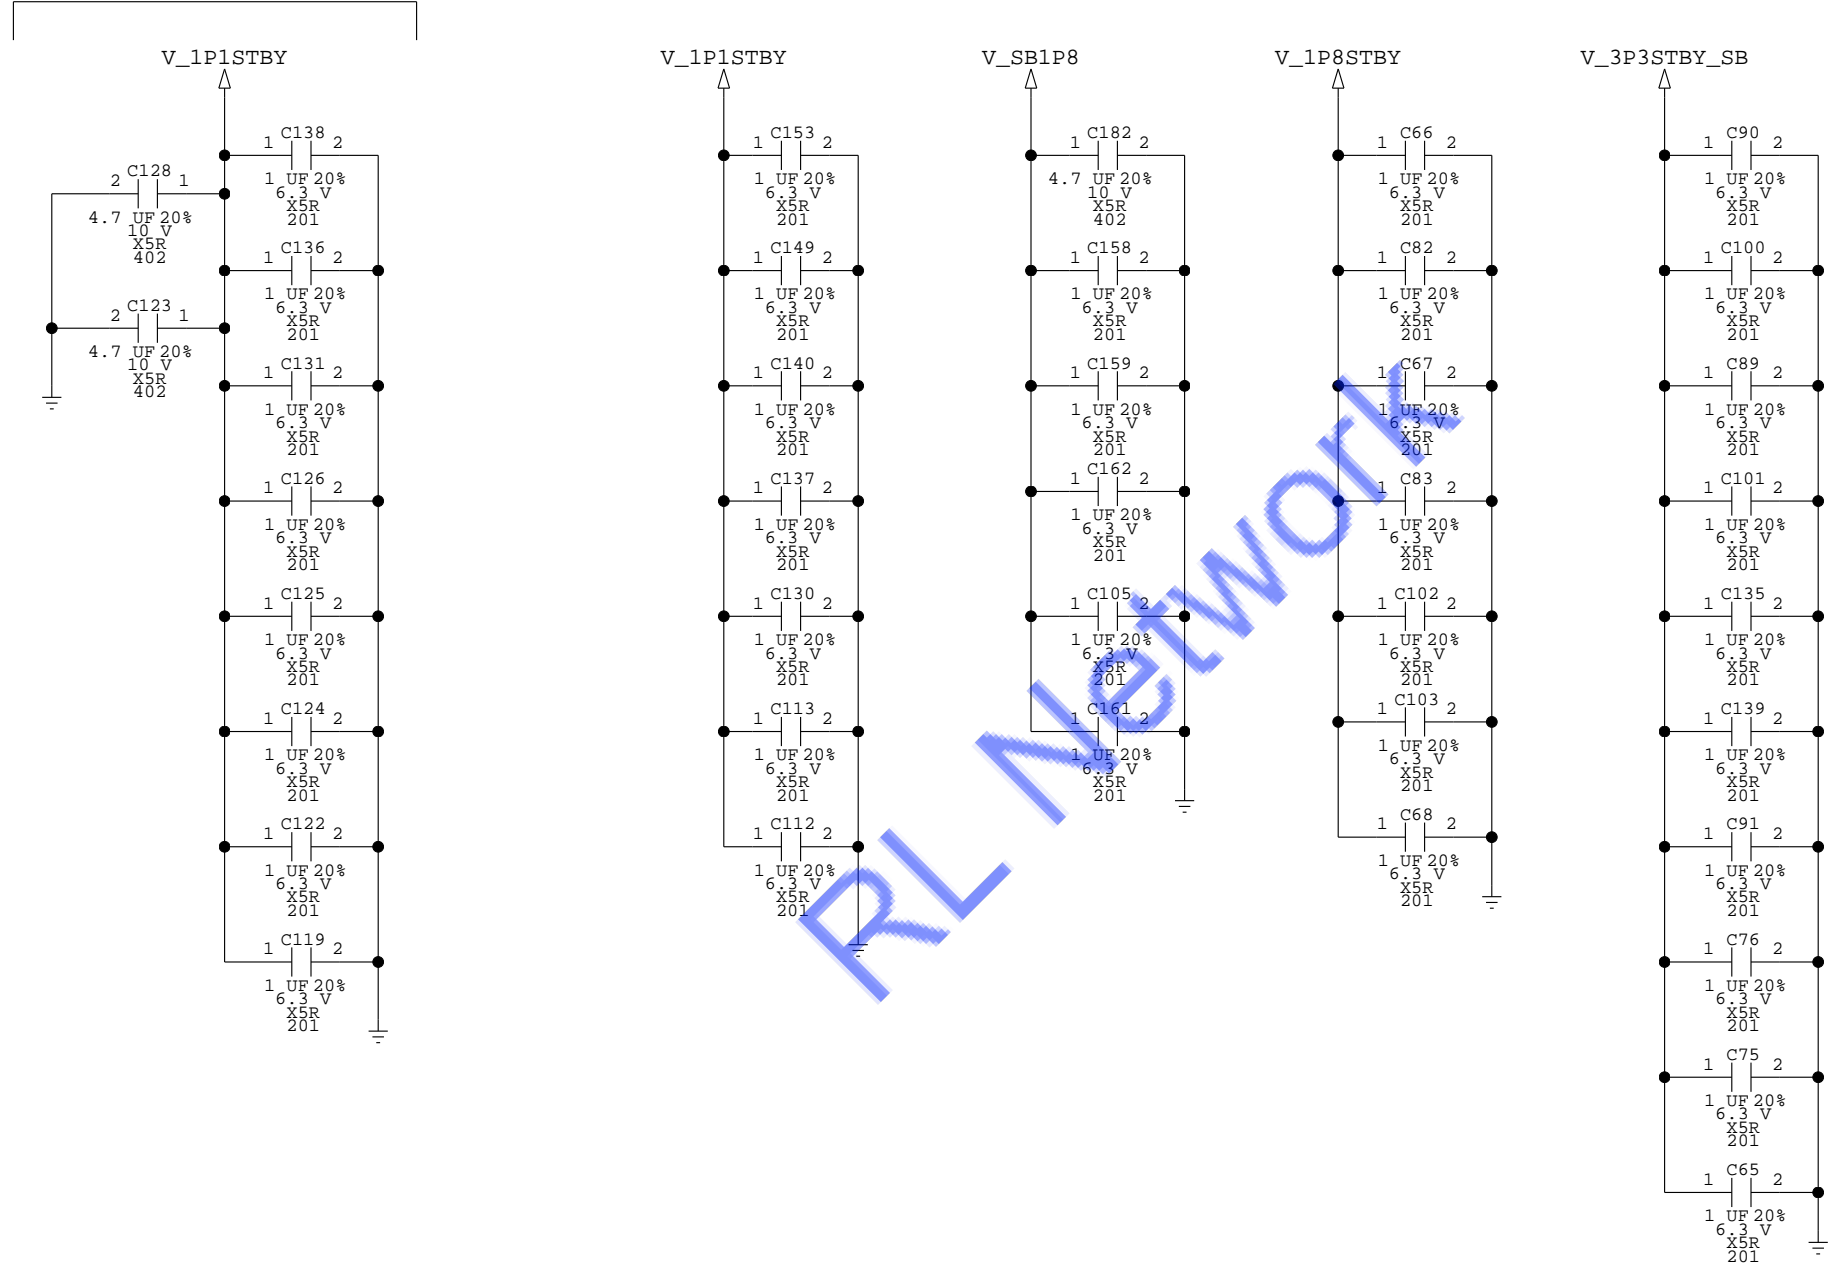 V_1P1STBY
1 C138 2
1 UF 20%
6.3 V
X5R
201
2 C128 1
4.7 UF 20%
10 V
X5R
402
1 C136 2
1 UF 20%
6.3 V
X5R
201
2 C123 1
4.7 UF 20%
10 V
X5R
402
1 C131 2
1 UF 20%
6.3 V
X5R
201
1 C126 2
1 UF 20%
6.3 V
X5R
201
1 C125 2
1 UF 20%
6.3 V
X5R
201
1 C124 2
1 UF 20%
6.3 V
X5R
201
1 C122 2
1 UF 20%
6.3 V
X5R
201
1 C119 2
1 UF 20%
6.3 V
X5R
201
V_1P1STBY
1 C153 2
1 UF 20%
6.3 V
X5R
201
1 C149 2
1 UF 20%
6.3 V
X5R
201
1 C140 2
1 UF 20%
6.3 V
X5R
201
1 C137 2
1 UF 20%
6.3 V
X5R
201
1 C130 2
1 UF 20%
6.3 V
X5R
201
1 C113 2
1 UF 20%
6.3 V
X5R
201
1 C112 2
1 UF 20%
6.3 V
X5R
201
V_SB1P8
1 C182 2
4.7 UF 20%
10 V
X5R
402
1 C158 2
1 UF 20%
6.3 V
X5R
201
1 C159 2
1 UF 20%
6.3 V
X5R
201
1 C162 2
1 UF 20%
6.3 V
X5R
201
1 C105 2
1 UF 20%
6.3 V
X5R
201
1 C161 2
1 UF 20%
6.3 V
X5R
201
V_1P8STBY
1 C66 2
1 UF 20%
6.3 V
X5R
201
1 C82 2
1 UF 20%
6.3 V
X5R
201
1 C67 2
1 UF 20%
6.3 V
X5R
201
1 C83 2
1 UF 20%
6.3 V
X5R
201
1 C102 2
1 UF 20%
6.3 V
X5R
201
1 C103 2
1 UF 20%
6.3 V
X5R
201
1 C68 2
1 UF 20%
6.3 V
X5R
201
V_3P3STBY_SB
1 C90 2
1 UF 20%
6.3 V
X5R
201
1 C100 2
1 UF 20%
6.3 V
X5R
201
1 C89 2
1 UF 20%
6.3 V
X5R
201
1 C101 2
1 UF 20%
6.3 V
X5R
201
1 C135 2
1 UF 20%
6.3 V
X5R
201
1 C139 2
1 UF 20%
6.3 V
X5R
201
1 C91 2
1 UF 20%
6.3 V
X5R
201
1 C76 2
1 UF 20%
6.3 V
X5R
201
1 C75 2
1 UF 20%
6.3 V
X5R
201
1 C65 2
1 UF 20%
6.3 V
X5R
201
RL Network